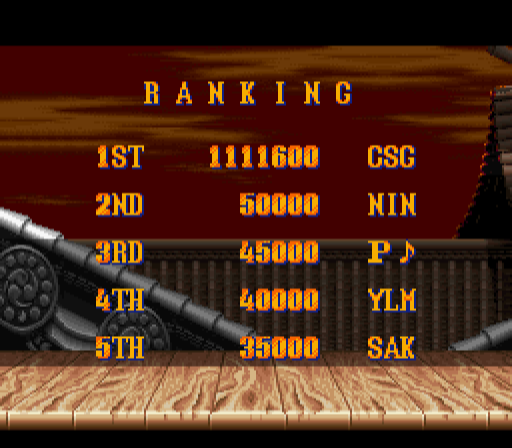 RANKING
1ST 1111600 CSG
2ND 50000 NIN
3RD 45000 P♪
4TH 40000 YLM
5TH 35000 SAK